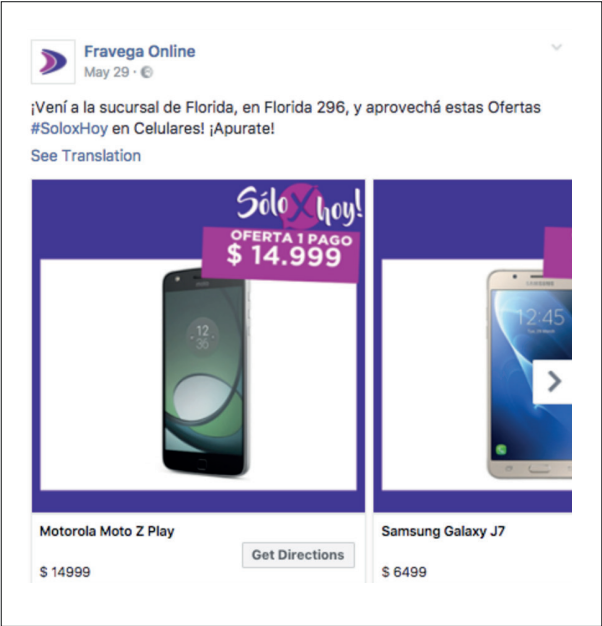 Fravega Online
May 29 ·
¡Vení a la sucursal de Florida, en Florida 296, y aprovechá estas Ofertas
#SoloxHoy en Celulares! ¡Apurate!
See Translation
Sólo X hoy!
OFERTA 1 PAGO
$ 14.999
12
36
SAMSUNG
12:45
Motorola Moto Z Play
Get Directions
$ 14999
Samsung Galaxy J7
$ 6499